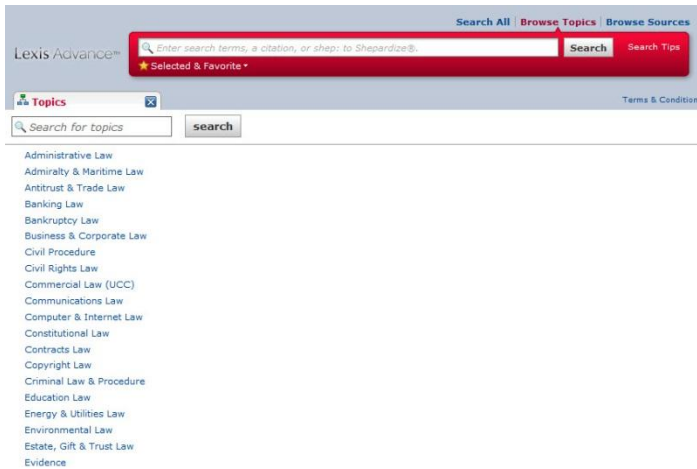 Search All | Browse Topics | Browse Sources
Lexis Advance™
Enter search terms, a citation, or shep: to Shepardize®.
Search
Search Tips
Selected & Favorite
Topics
Terms & Condition
Search for topics
search
Administrative Law
Admiralty & Maritime Law
Antitrust & Trade Law
Banking Law
Bankruptcy Law
Business & Corporate Law
Civil Procedure
Civil Rights Law
Commercial Law (UCC)
Communications Law
Computer & Internet Law
Constitutional Law
Contracts Law
Copyright Law
Criminal Law & Procedure
Education Law
Energy & Utilities Law
Environmental Law
Estate, Gift & Trust Law
Evidence